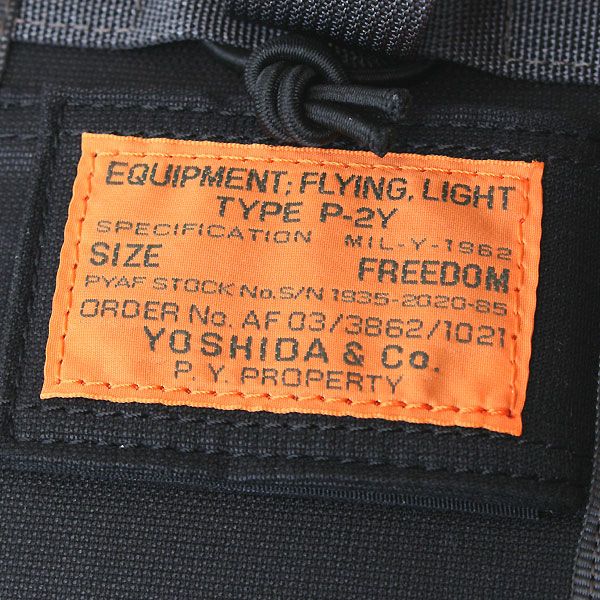 EQUIPMENT; FLYING, LIGHT
TYPE P-2Y
SPECIFICATION MIL-Y-1962
SIZE FREEDOM
PYAF STOCK No. S/N 1935-2020-85
ORDER No. AF 03/3862/1021
YOSHIDA & Co.
P. Y. PROPERTY